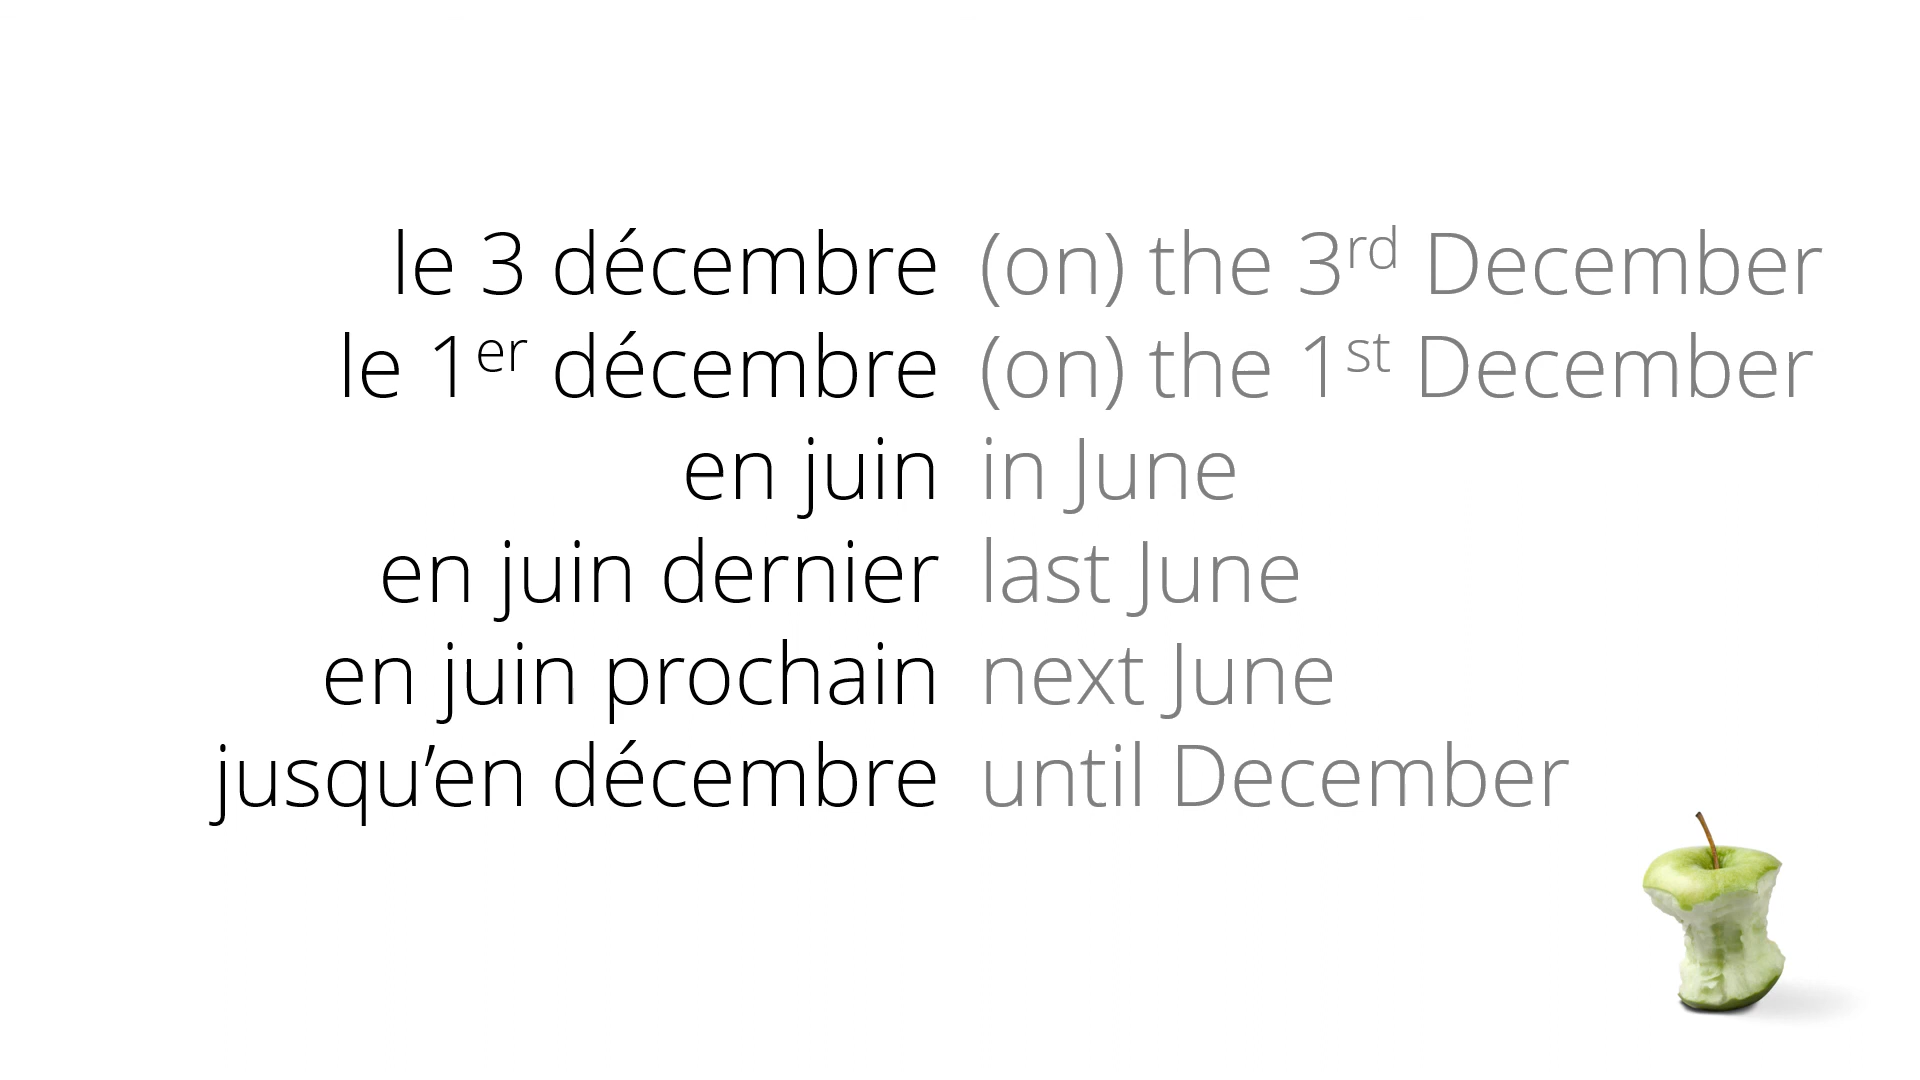 le 3 décembre (on) the 3rd December
le 1er décembre (on) the 1st December
en juin in June
en juin dernier last June
en juin prochain next June
jusqu’en décembre until December